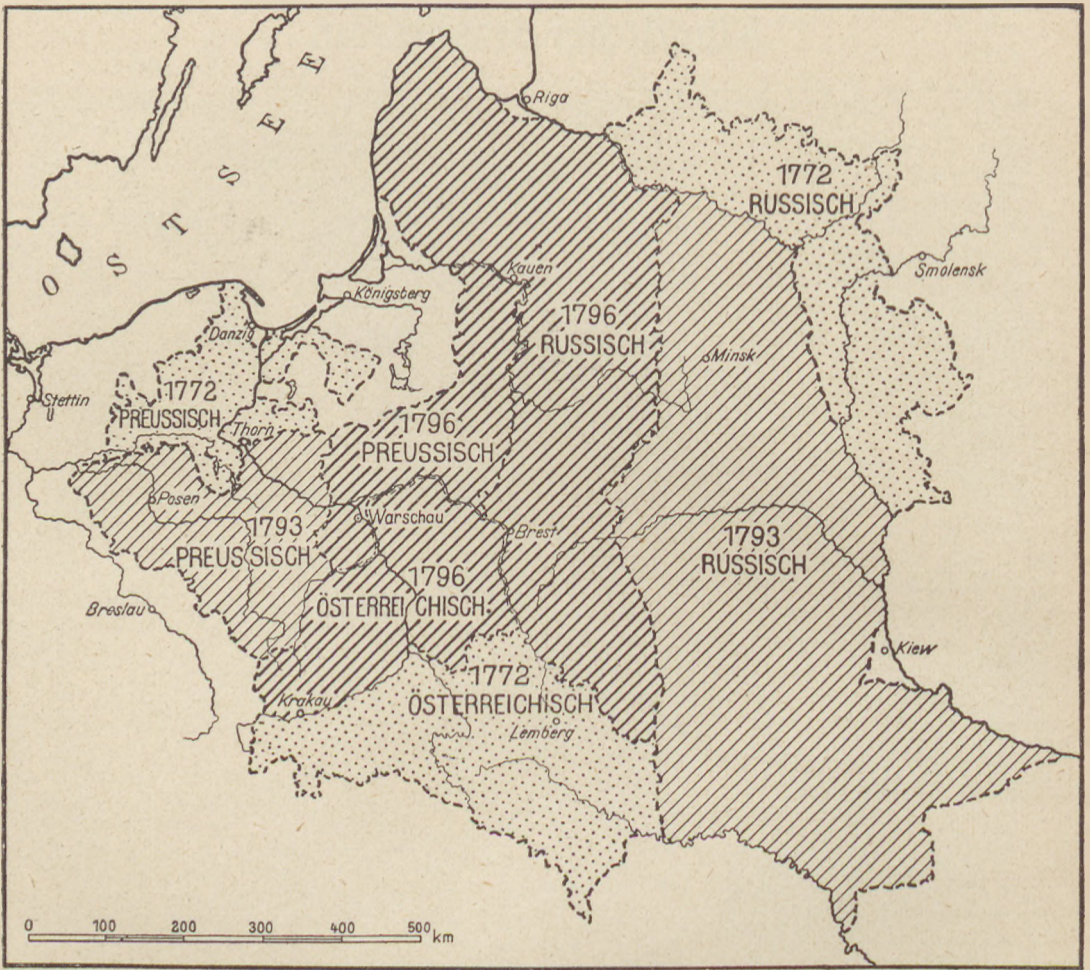 OSTSEE
Riga
1772
RUSSISCH
Smolensk
Kauen
Königsberg
1796
RUSSISCH
Danzig
Minsk
1772
PREUSSISCH
Stettin
Thorn
1796
PREUSSISCH
Posen
Warschau
1793
PREUSSISCH
Brest
1793
RUSSISCH
1796
ÖSTERREICHISCH
Breslau
Kiew
1772
ÖSTERREICHISCH
Krakau
Lemberg
0 100 200 300 400 500 km